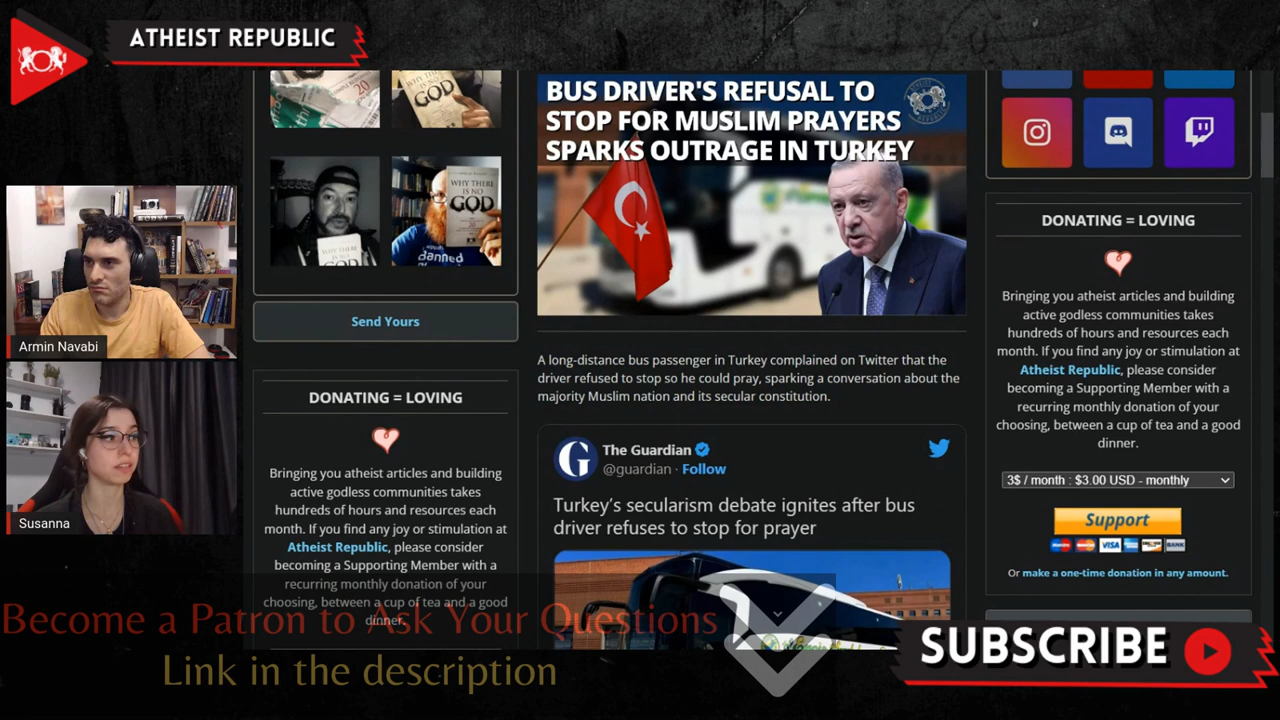 ATHEIST REPUBLIC
WHY THERE
IS NO
GOD
danned
Send Yours
DONATING = LOVING
Bringing you atheist articles and building
active godless communities takes
hundreds of hours and resources each
month. If you find any joy or stimulation at
Atheist Republic, please consider
becoming a Supporting Member with a
recurring monthly donation of your
choosing, between a cup of tea and a good
dinner.
BUS DRIVER'S REFUSAL TO
STOP FOR MUSLIM PRAYERS
SPARKS OUTRAGE IN TURKEY
A long-distance bus passenger in Turkey complained on Twitter that the
driver refused to stop so he could pray, sparking a conversation about the
majority Muslim nation and its secular constitution.
G
The Guardian
@guardian · Follow
Turkey's secularism debate ignites after bus
driver refuses to stop for prayer
DONATING = LOVING
Bringing you atheist articles and building
active godless communities takes
hundreds of hours and resources each
month. If you find any joy or stimulation at
Atheist Republic, please consider
becoming a Supporting Member with a
recurring monthly donation of your
choosing, between a cup of tea and a good
dinner.
3$ / month : $3.00 USD - monthly
Support
VISA
BANK
Or make a one-time donation in any amount.
Armin Navabi
Susanna
Become a Patron to Ask Your Questions
Link in the description
SUBSCRIBE